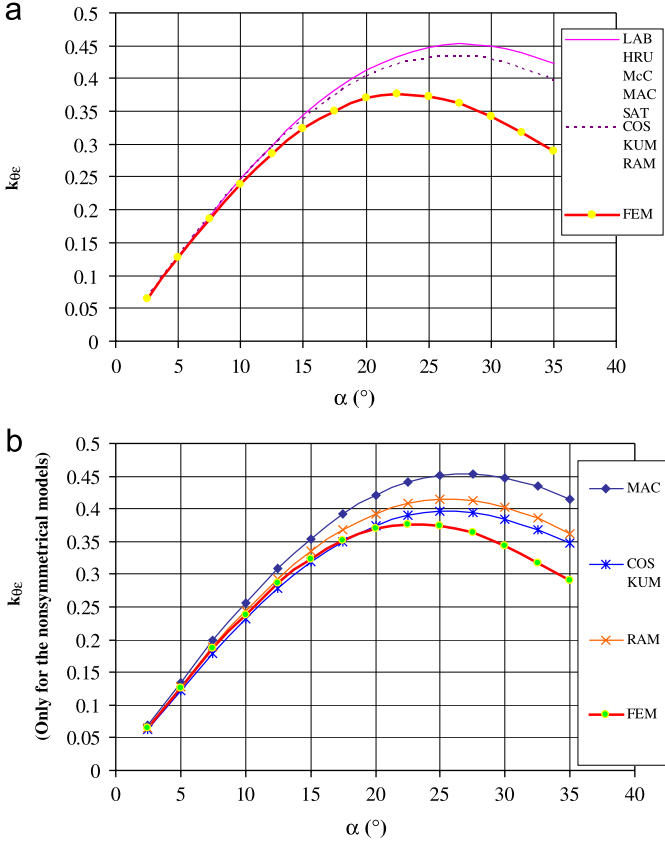 a
0.5
0.45
0.4
0.35
0.3
0.25
0.2
0.15
0.1
0.05
0
kθε
0 5 10 15 20 25 30 35 40
α (°)
LAB
HRU
McC
MAC
SAT
COS
KUM
RAM
FEM
b
0.5
0.45
0.4
0.35
0.3
0.25
0.2
0.15
0.1
0.05
0
kθε
(Only for the nonsymmetrical models)
0 5 10 15 20 25 30 35 40
α (°)
MAC
COS
KUM
RAM
FEM